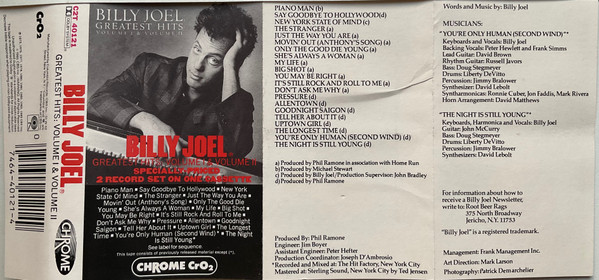 C2T 40121
DOLBY SYSTEM
BILLY JOEL®
GREATEST HITS, VOLUME I & VOLUME II
CrO2
7464-40121-4
CHROME
BILLY JOEL
GREATEST HITS
VOLUME I & VOLUME II
BILLY JOEL®
GREATEST HITS, VOLUME I & VOLUME II
SPECIALLY PRICED
2 RECORD SET ON ONE CASSETTE
Piano Man • Say Goodbye To Hollywood • New York
State Of Mind • The Stranger • Just The Way You Are •
Movin' Out (Anthony's Song) • Only The Good Die
Young • She's Always A Woman • My Life • Big Shot •
You May Be Right • It's Still Rock And Roll To Me •
Don't Ask Me Why • Pressure • Allentown • Goodnight
Saigon • Tell Her About It • Uptown Girl • The Longest
Time • You're Only Human (Second Wind)* • The Night
Is Still Young*
See label for sequence.
This tape consists of previously released material except (*).
CHROME CrO2
PIANO MAN (b)
SAY GOODBYE TO HOLLYWOOD (d)
NEW YORK STATE OF MIND (c)
THE STRANGER (a)
JUST THE WAY YOU ARE (a)
MOVIN' OUT (ANTHONY'S SONG) (a)
ONLY THE GOOD DIE YOUNG (a)
SHE'S ALWAYS A WOMAN (a)
MY LIFE (a)
BIG SHOT (a)
YOU MAY BE RIGHT (a)
IT'S STILL ROCK AND ROLL TO ME (a)
DON'T ASK ME WHY (a)
PRESSURE (d)
ALLENTOWN (d)
GOODNIGHT SAIGON (d)
TELL HER ABOUT IT (d)
UPTOWN GIRL (d)
THE LONGEST TIME (d)
YOU'RE ONLY HUMAN (SECOND WIND) (d)
THE NIGHT IS STILL YOUNG (d)
a) Produced by Phil Ramone in association with Home Run
b) Produced by Michael Stewart
c) Produced by Billy Joel/Production Supervisor: John Bradley
d) Produced by Phil Ramone
Produced By: Phil Ramone
Engineer: Jim Boyer
Assistant Engineer: Peter Hefter
Production Coordinator: Joseph D'Ambrosio
Recorded and Mixed at: The Hit Factory, New York City
Mastered at: Sterling Sound, New York City by Ted Jensen
Words and Music by: Billy Joel
MUSICIANS:
"YOU'RE ONLY HUMAN (SECOND WIND)"*
Keyboards and Vocals: Billy Joel
Backing Vocals: Peter Hewlett and Frank Simms
Lead Guitar: David Brown
Rhythm Guitar: Russell Javors
Bass: Doug Stegmeyer
Drums: Liberty DeVitto
Percussion: Jimmy Bralower
Synthesizer: David Lebolt
Syntharmonica: Ronnie Cuber, Jon Faddis, Mark Rivera
Horn Arrangement: David Matthews
"THE NIGHT IS STILL YOUNG"*
Keyboards, Harmonica and Vocals: Billy Joel
Guitar: John McCurry
Bass: Doug Stegmeyer
Drums: Liberty DeVitto
Percussion: Jimmy Bralower
Synthesizers: David Lebolt
For information about how to
receive a Billy Joel Newsletter,
write to: Root Beer Rags
375 North Broadway
Jericho, N.Y. 11753
"Billy Joel" is a registered trademark.
Management: Frank Management Inc.
Art Direction: Mark Larson
Photography: Patrick Demarchelier